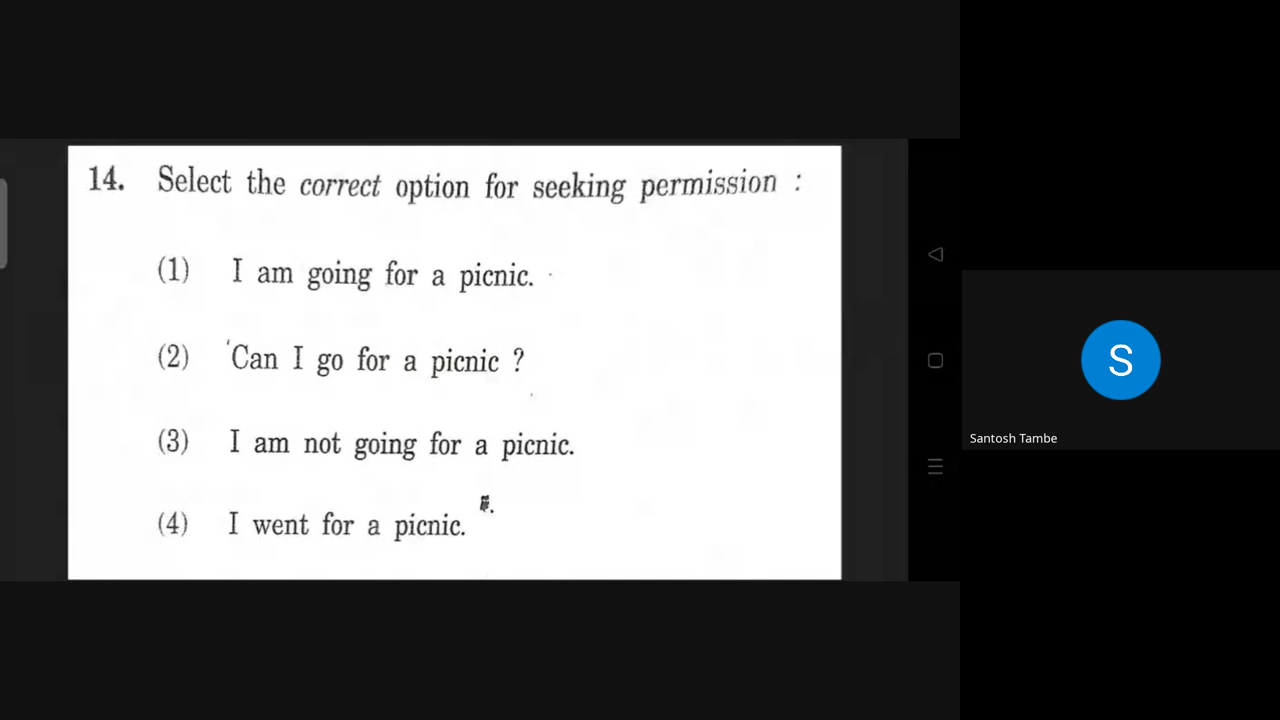 14. Select the correct option for seeking permission :
(1) I am going for a picnic.
(2) Can I go for a picnic ?
(3) I am not going for a picnic.
(4) I went for a picnic.
S
Santosh Tambe